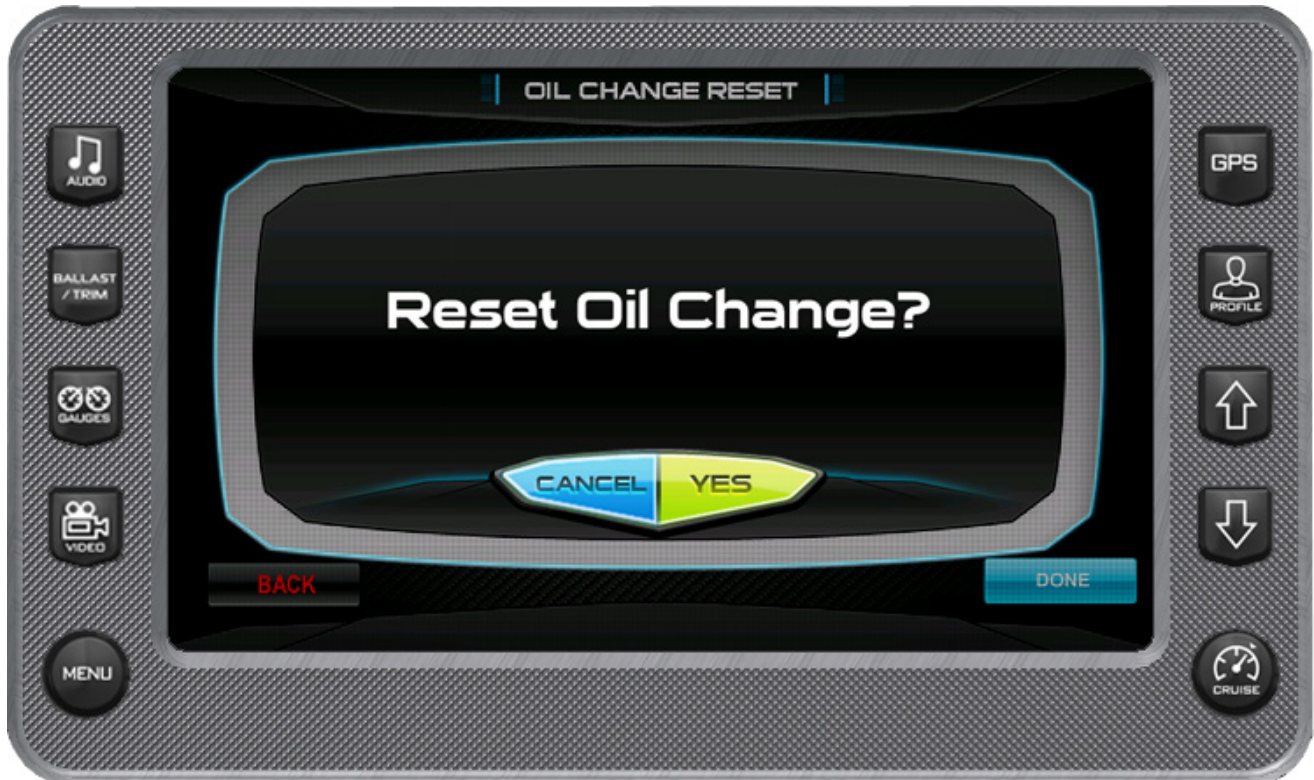 OIL CHANGE RESET
AUDIO
GPS
BALLAST
/ TRIM
PROFILE
Reset Oil Change?
GAUGES
CANCEL
YES
VIDEO
BACK
DONE
MENU
CRUISE